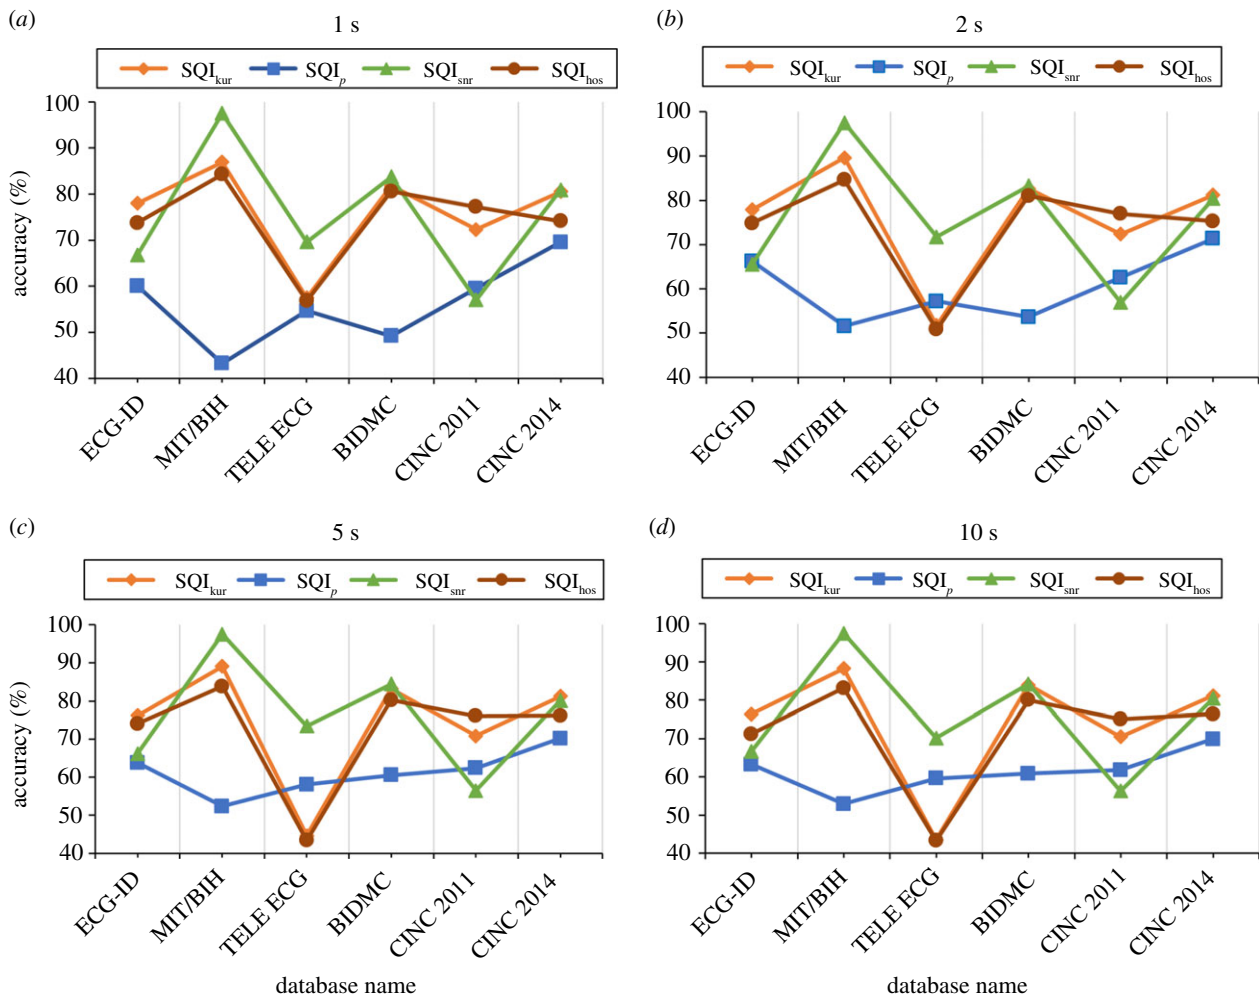 (a) 1 s
SQIkur SQIp SQIsnr SQIhos
100
90
80
70
60
50
40
accuracy (%)
ECG-ID MIT/BIH TELE ECG BIDMC CINC 2011 CINC 2014
(b) 2 s
SQIkur SQIp SQIsnr SQIhos
100
90
80
70
60
50
40
ECG-ID MIT/BIH TELE ECG BIDMC CINC 2011 CINC 2014
(c) 5 s
SQIkur SQIp SQIsnr SQIhos
100
90
80
70
60
50
40
accuracy (%)
ECG-ID MIT/BIH TELE ECG BIDMC CINC 2011 CINC 2014
database name
(d) 10 s
SQIkur SQIp SQIsnr SQIhos
100
90
80
70
60
50
40
ECG-ID MIT/BIH TELE ECG BIDMC CINC 2011 CINC 2014
database name